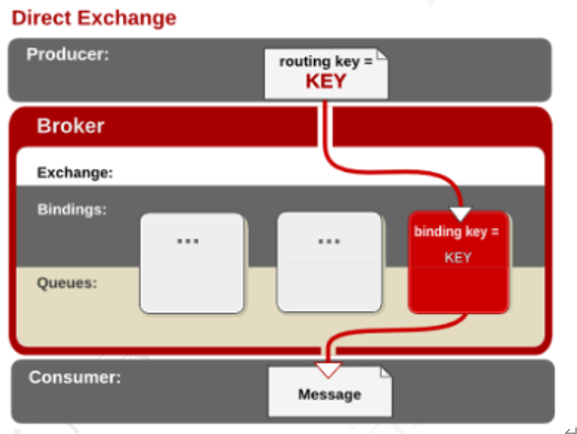 Direct Exchange
Producer:
routing key =
KEY
Broker
Exchange:
Bindings:
...
...
binding key =
KEY
Queues:
Consumer:
Message